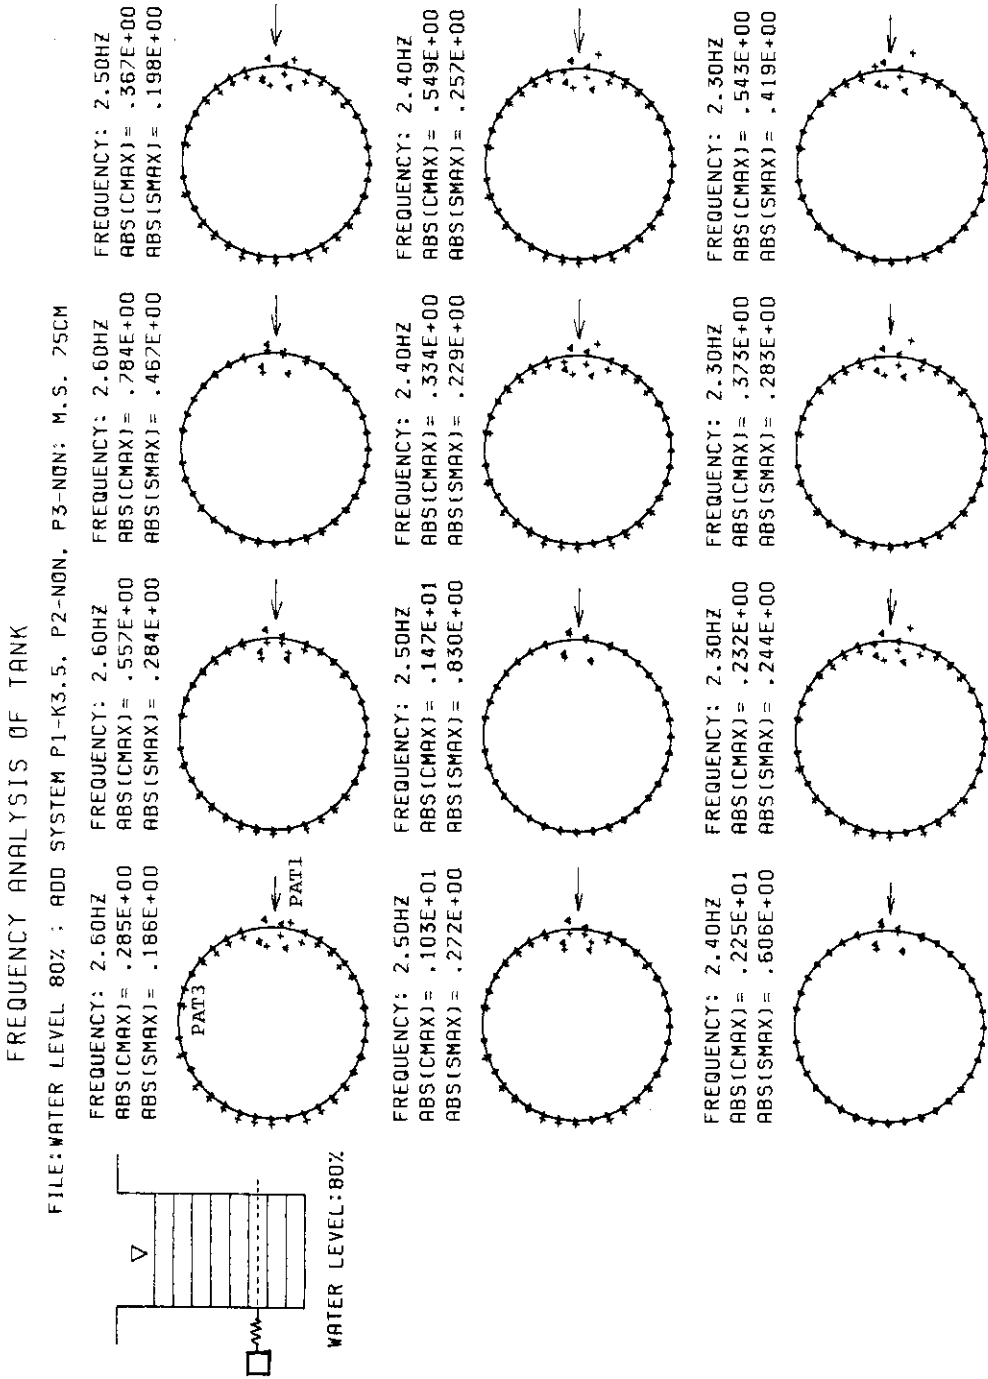 FREQUENCY ANALYSIS OF TANK
FILE:WATER LEVEL 80% : ADD SYSTEM P1-K3.5, P2-NON, P3-NON: M.S. 75CM
WATER LEVEL:80%
FREQUENCY: 2.60HZ
ABS(CMAX)= .285E+00
ABS(SMAX)= .186E+00
PAT3
PAT1
FREQUENCY: 2.60HZ
ABS(CMAX)= .557E+00
ABS(SMAX)= .284E+00
FREQUENCY: 2.60HZ
ABS(CMAX)= .784E+00
ABS(SMAX)= .467E+00
FREQUENCY: 2.50HZ
ABS(CMAX)= .367E+00
ABS(SMAX)= .198E+00
FREQUENCY: 2.50HZ
ABS(CMAX)= .103E+01
ABS(SMAX)= .272E+00
FREQUENCY: 2.50HZ
ABS(CMAX)= .147E+01
ABS(SMAX)= .830E+00
FREQUENCY: 2.40HZ
ABS(CMAX)= .334E+00
ABS(SMAX)= .229E+00
FREQUENCY: 2.40HZ
ABS(CMAX)= .549E+00
ABS(SMAX)= .257E+00
FREQUENCY: 2.40HZ
ABS(CMAX)= .225E+01
ABS(SMAX)= .606E+00
FREQUENCY: 2.30HZ
ABS(CMAX)= .232E+00
ABS(SMAX)= .244E+00
FREQUENCY: 2.30HZ
ABS(CMAX)= .373E+00
ABS(SMAX)= .283E+00
FREQUENCY: 2.30HZ
ABS(CMAX)= .543E+00
ABS(SMAX)= .419E+00